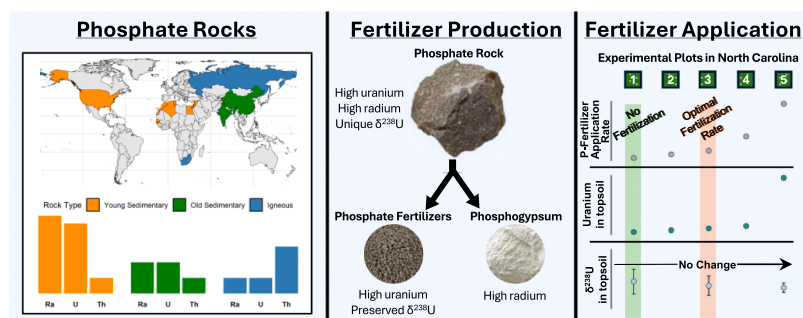 Phosphate Rocks
Rock Type Young Sedimentary Old Sedimentary Igneous
Ra U Th Ra U Th Ra U Th
Fertilizer Production
Phosphate Rock
High uranium
High radium
Unique δ²³⁸U
Phosphate Fertilizers
High uranium
Preserved δ²³⁸U
Phosphogypsum
High radium
Fertilizer Application
Experimental Plots in North Carolina
1 2 3 4 5
P-Fertilizer
Application
Rate
No
Fertilization
Optimal
Fertilization
Rate
Uranium
in topsoil
δ²³⁸U
in topsoil
No Change